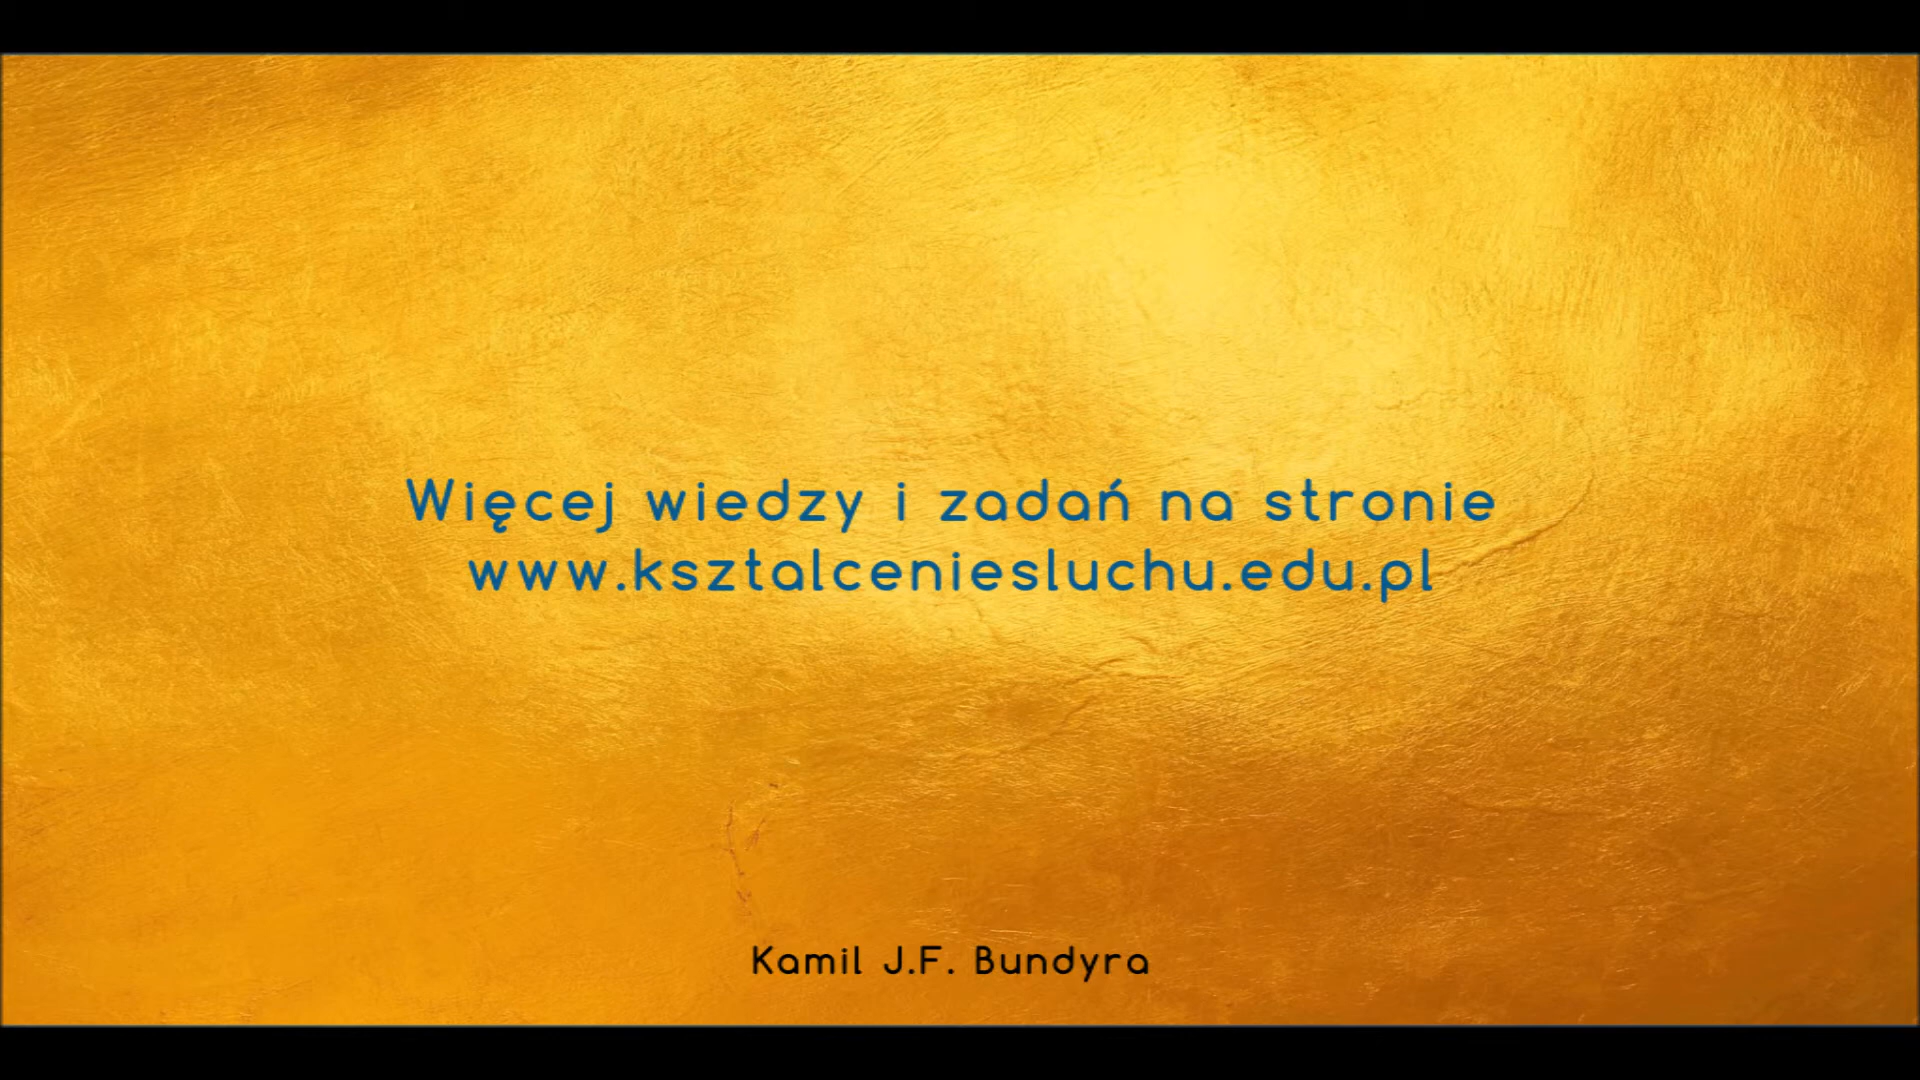 Więcej wiedzy i zadań na stronie
www.ksztalceniesluchu.edu.pl
Kamil J.F. Bundyra